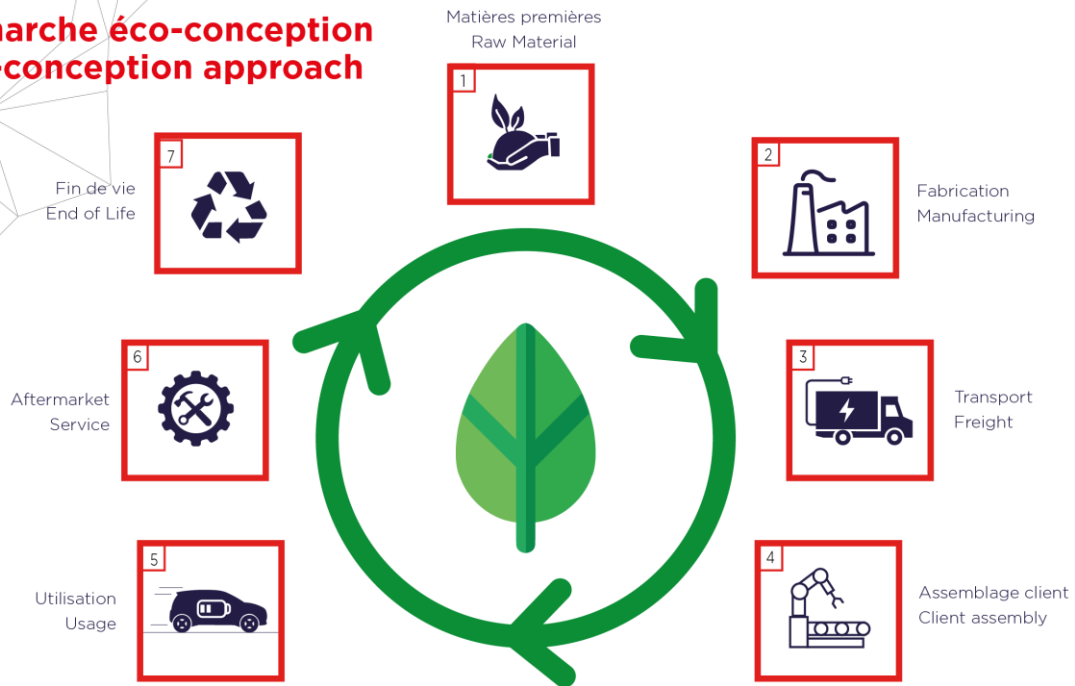 marche éco-conception
-conception approach
Matières premières
Raw Material
1
2
Fabrication
Manufacturing
3
Transport
Freight
4
Assemblage client
Client assembly
5
Utilisation
Usage
6
Aftermarket
Service
7
Fin de vie
End of Life